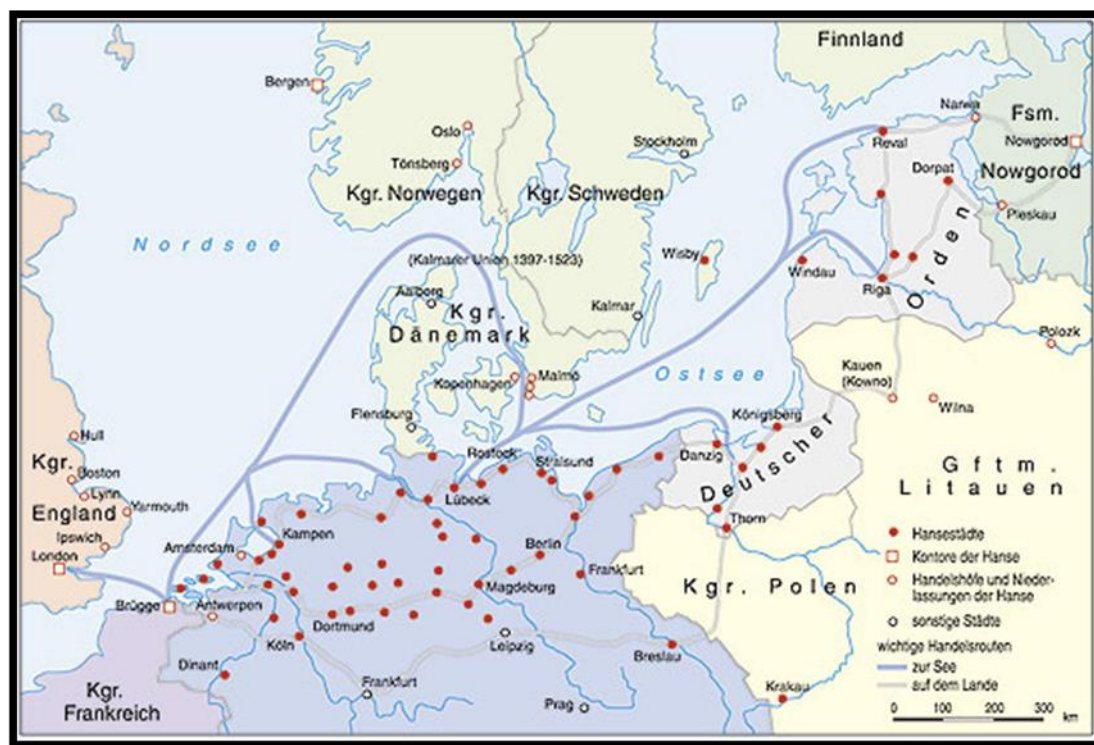 Finnland
Bergen
Narwa
Fsm.
Oslo
Reval
Nowgorod
Stockholm
Tönsberg
Dorpat
Nowgorod
Kgr. Norwegen
Kgr. Schweden
Pleskau
Nordsee
(Kalmarer Union 1397-1523)
Wisby
Windau
Riga
Orden
Aalborg
Kgr.
Dänemark
Kalmar
Polozk
Kopenhagen
Malmö
Ostsee
Kauen
(Kowno)
Wilna
Flensburg
Königsberg
Hull
Rostock
Stralsund
Danzig
Deutscher
Kgr.
England
Boston
Lynn
Yarmouth
Lübeck
Gftm.
Litauen
Ipswich
London
Amsterdam
Kampen
Thorn
Berlin
Frankfurt
Magdeburg
Kgr. Polen
Brügge
Antwerpen
Dortmund
Köln
Leipzig
Breslau
Dinant
Frankfurt
Prag
Krakau
Kgr.
Frankreich
Hansestädte
Kontore der Hanse
Handelshöfe und Nieder-
lassungen der Hanse
sonstige Städte
wichtige Handelsrouten
zur See
auf dem Lande
0 100 200 300
km